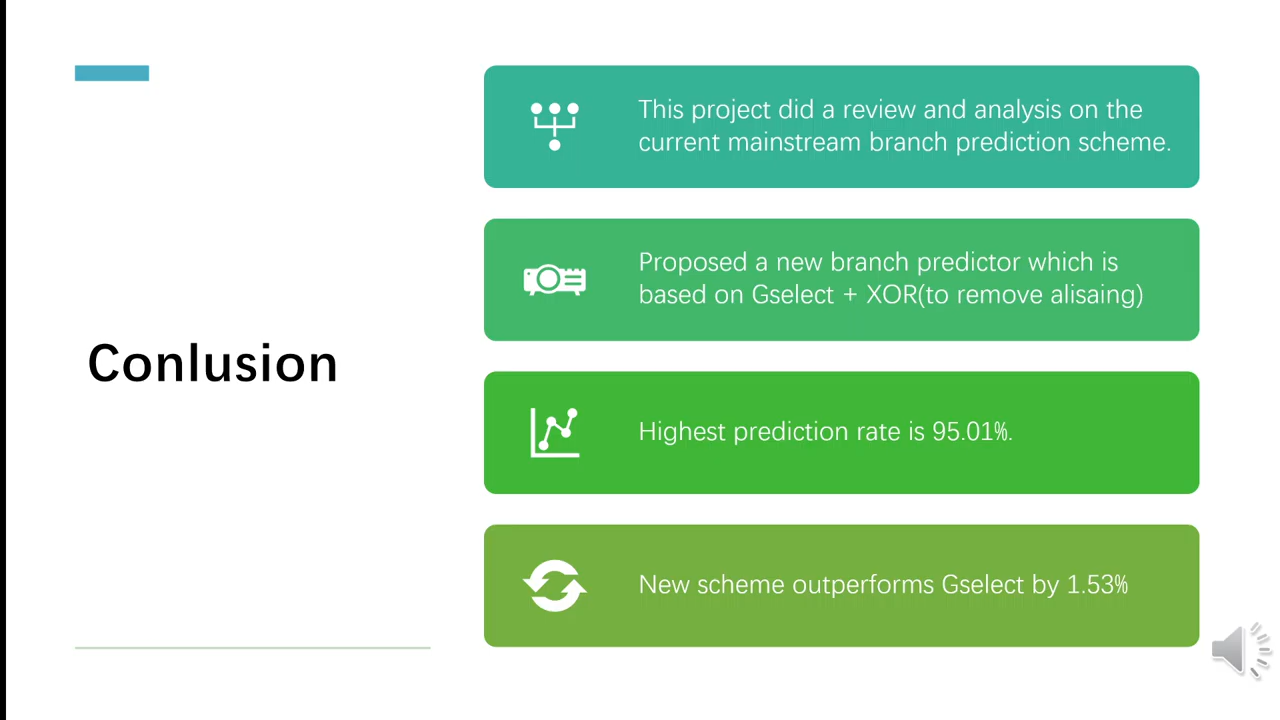 Conlusion
This project did a review and analysis on the
current mainstream branch prediction scheme.
Proposed a new branch predictor which is
based on Gselect + XOR(to remove alisaing)
Highest prediction rate is 95.01%.
New scheme outperforms Gselect by 1.53%